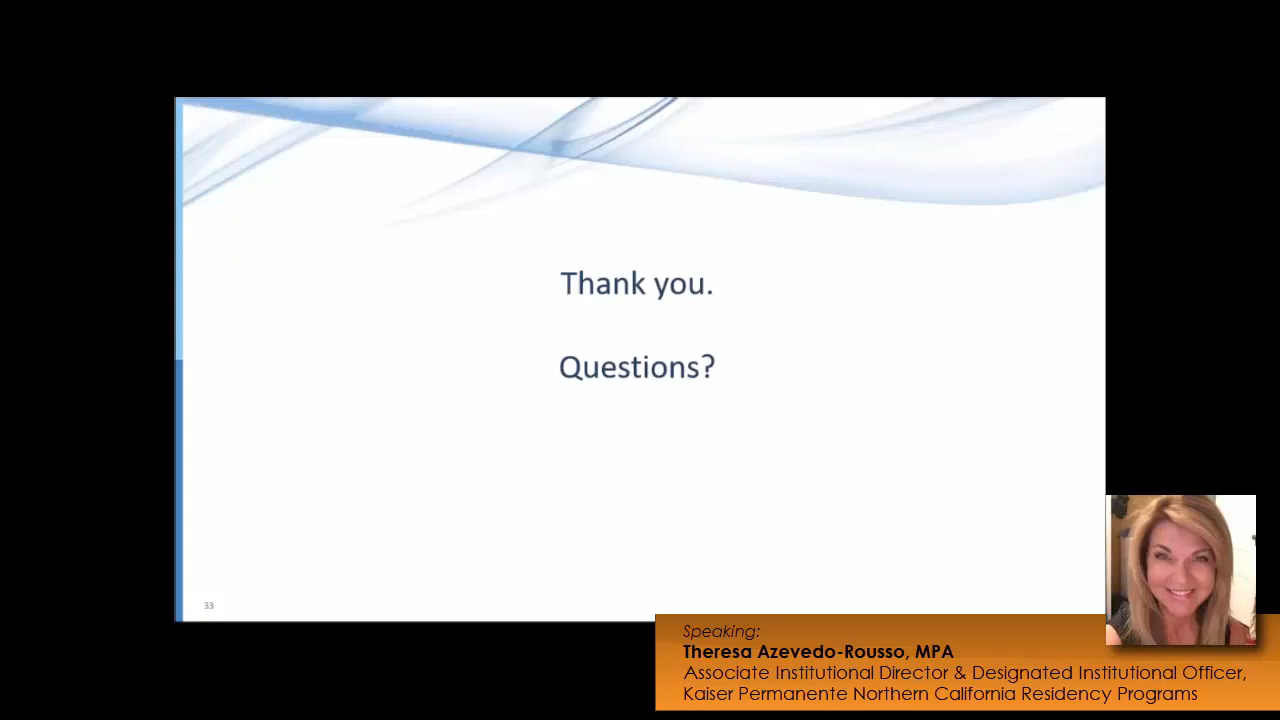 Thank you.
Questions?
33
Speaking:
Theresa Azevedo-Rousso, MPA
Associate Institutional Director & Designated Institutional Officer,
Kaiser Permanente Northern California Residency Programs